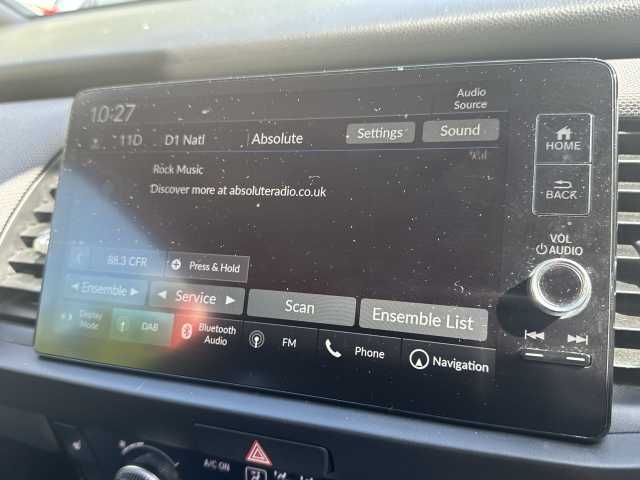 10:27
Audio
Source
11D D1 Natl Absolute Settings Sound
HOME
Rock Music
Discover more at absoluteradio.co.uk
BACK
VOL
AUDIO
88.3 CFR Press & Hold
Ensemble Service Scan Ensemble List
Display
Mode
DAB Bluetooth
Audio
FM Phone Navigation
A/C ON